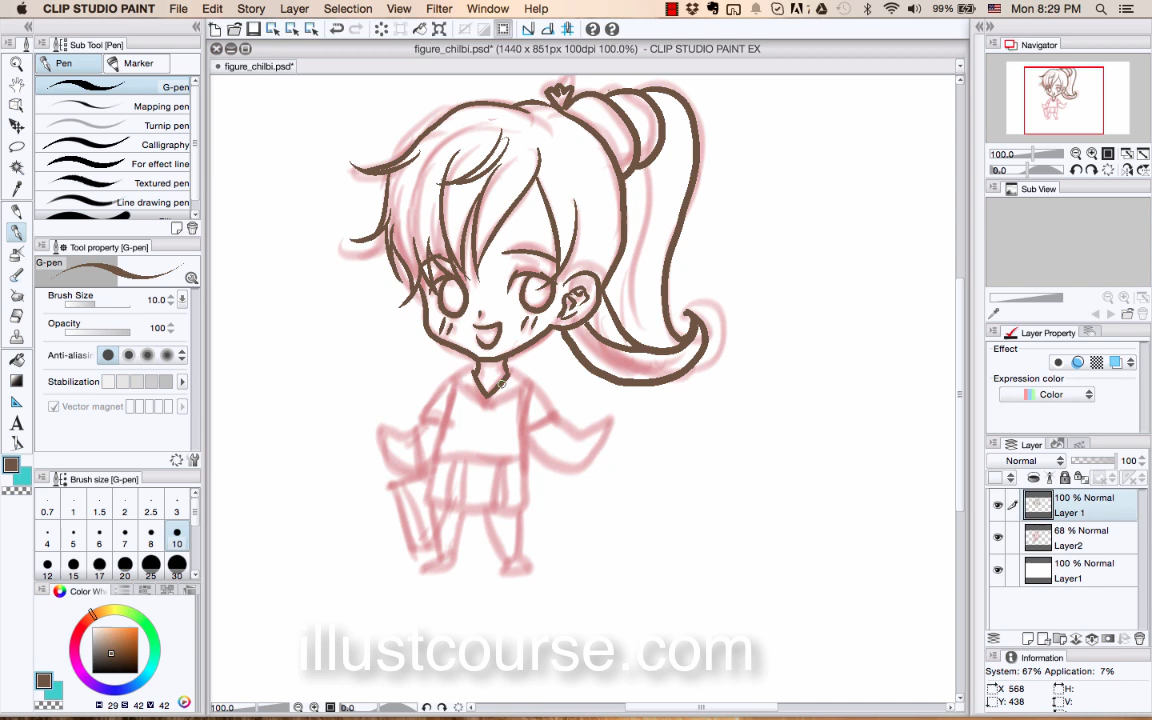 CLIP STUDIO PAINT File Edit Story Layer Selection View Filter Window Help 99% Mon 8:29 PM
figure_chilbi.psd* (1440 x 851px 100dpi 100.0%) - CLIP STUDIO PAINT EX
figure_chilbi.psd*
Sub Tool [Pen]
Pen Marker
G-pen
Mapping pen
Turnip pen
Calligraphy
For effect line
Textured pen
Line drawing pen
Tool property [G-pen]
G-pen
Brush Size 10.0
Opacity 100
Anti-aliasin
Stabilization
Vector magnet
Brush size [G-pen]
0.7 1 1.5 2 2.5 3
4 5 6 7 8 10
12 15 17 20 25 30
Color Wh
H 29 S 42 V 42
illustcourse.com
100.0 0.0
Navigator
100.0
0.0
Sub View
Layer Property
Effect
Expression color
Color
Layer
Normal 100
100 % Normal
Layer 1
68 % Normal
Layer2
100 % Normal
Layer1
Information
System: 67% Application: 7%
X 568 H:
Y: 438 V: